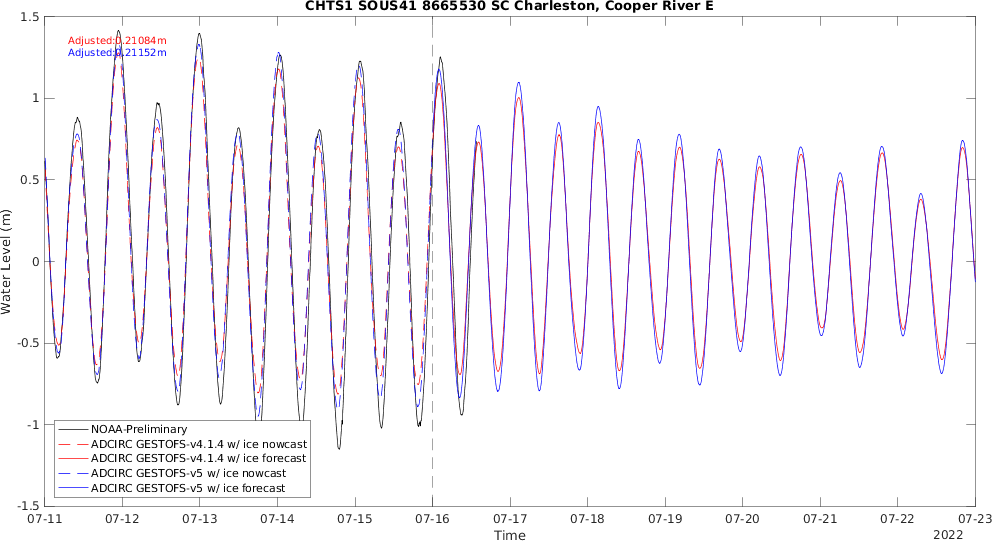 CHTS1 SOUS41 8665530 SC Charleston, Cooper River E
Adjusted:0.21084m
Adjusted:0.21152m
1.5
1
0.5
0
-0.5
-1
-1.5
Water Level (m)
NOAA-Preliminary
ADCIRC GESTOFS-v4.1.4 w/ ice nowcast
ADCIRC GESTOFS-v4.1.4 w/ ice forecast
ADCIRC GESTOFS-v5 w/ ice nowcast
ADCIRC GESTOFS-v5 w/ ice forecast
07-11 07-12 07-13 07-14 07-15 07-16 07-17 07-18 07-19 07-20 07-21 07-22 07-23
Time
2022